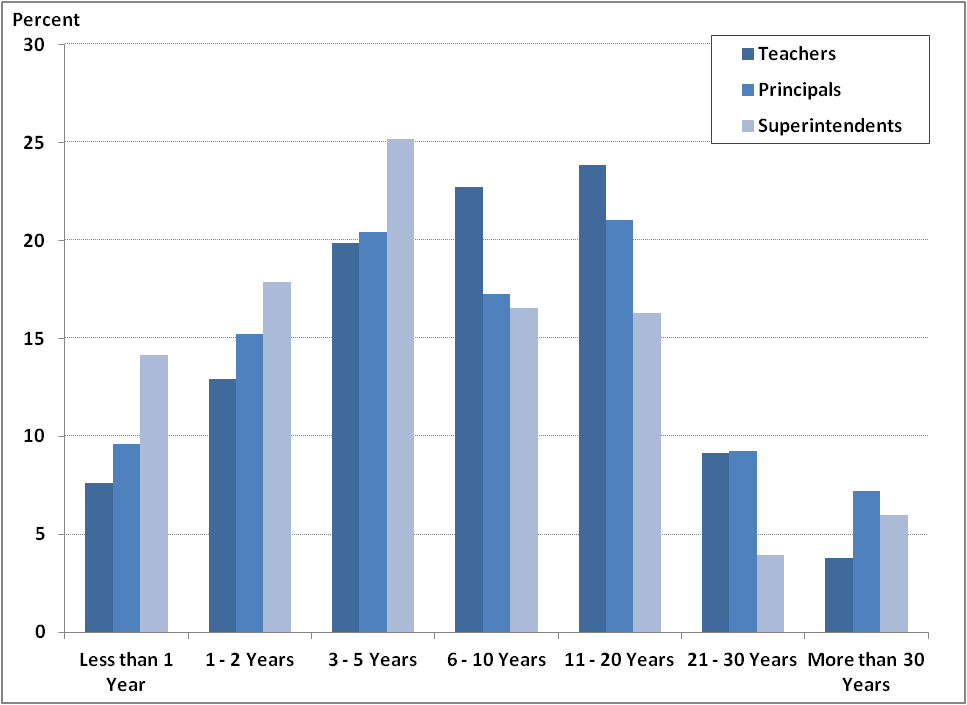 Percent
30
Teachers
Principals
Superintendents
25
20
15
10
5
0
Less than 1 Year
1 - 2 Years
3 - 5 Years
6 - 10 Years
11 - 20 Years
21 - 30 Years
More than 30 Years